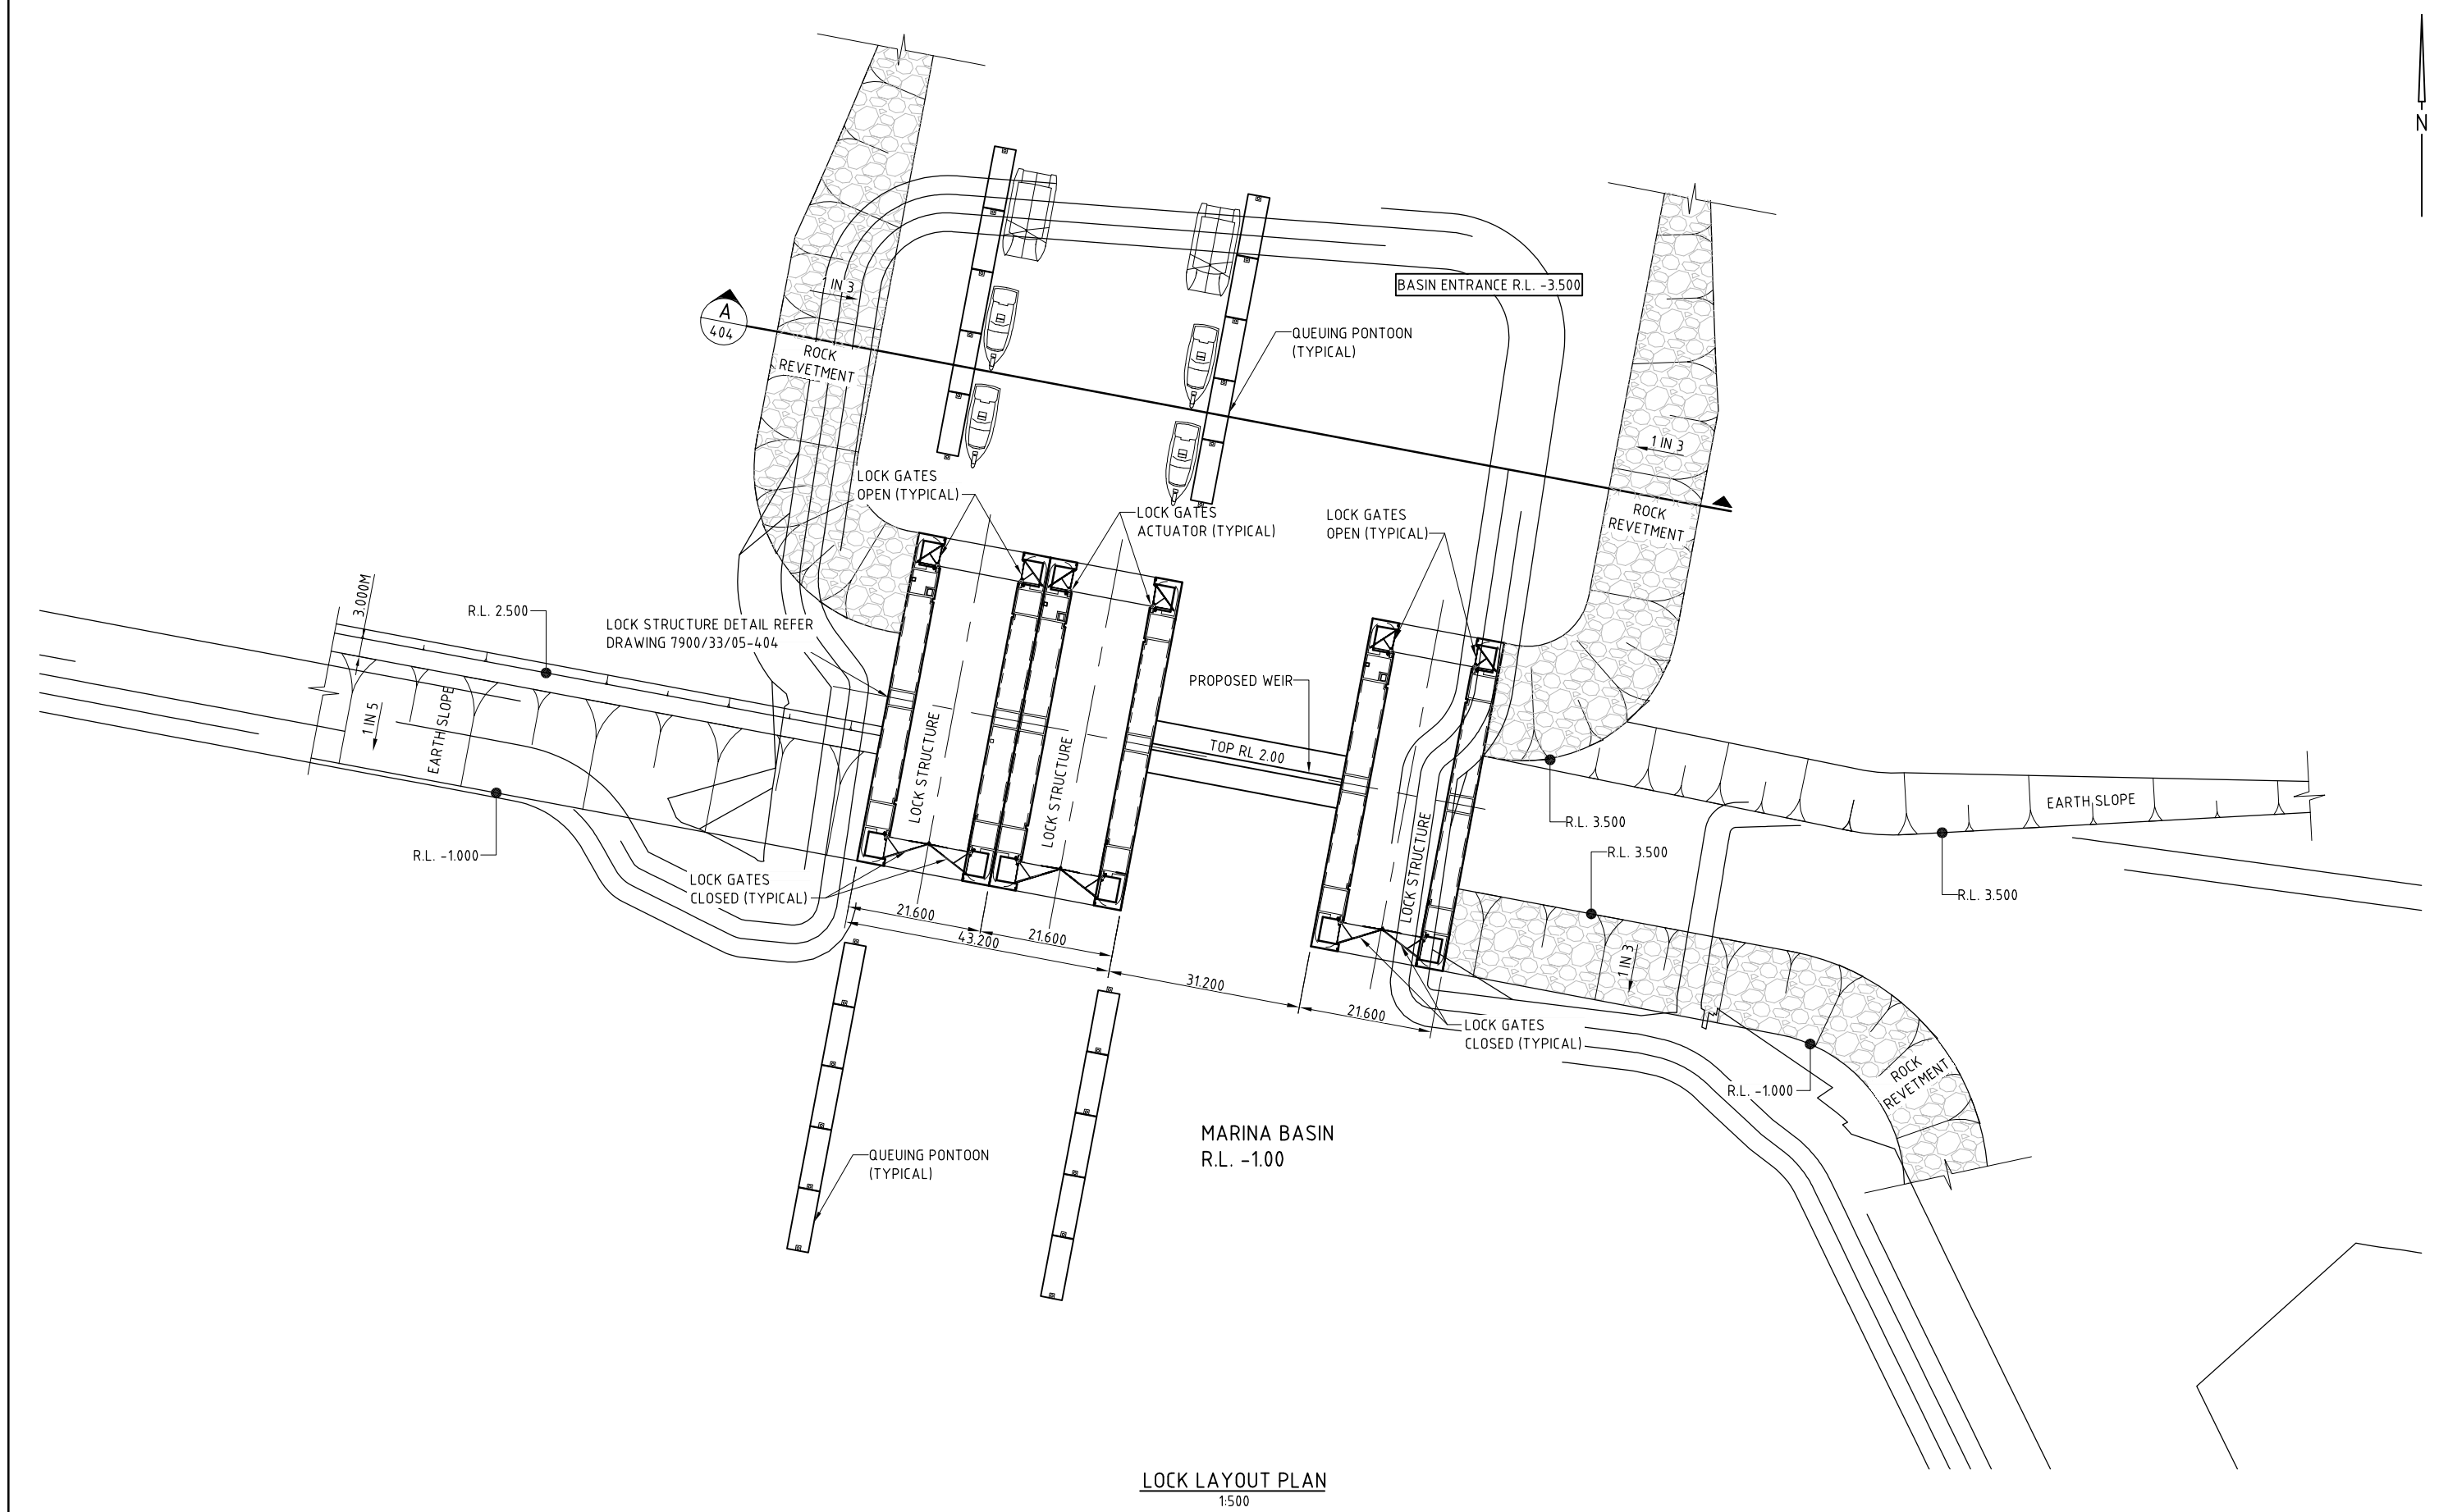 N
BASIN ENTRANCE R.L. -3.500
1 IN 3
A
404
QUEUING PONTOON
(TYPICAL)
ROCK
REVETMENT
1 IN 3
LOCK GATES
OPEN (TYPICAL)
LOCK GATES
ACTUATOR (TYPICAL)
LOCK GATES
OPEN (TYPICAL)
ROCK
REVETMENT
3.000M
R.L. 2.500
LOCK STRUCTURE DETAIL REFER
DRAWING 7900/33/05-404
PROPOSED WEIR
1 IN 5
EARTH SLOPE
LOCK STRUCTURE
LOCK STRUCTURE
TOP RL 2.00
LOCK STRUCTURE
EARTH SLOPE
R.L. 3.500
R.L. -1.000
R.L. 3.500
R.L. 3.500
LOCK GATES
CLOSED (TYPICAL)
21.600
21.600
43.200
31.200
21.600
1 IN 3
LOCK GATES
CLOSED (TYPICAL)
ROCK
REVETMENT
R.L. -1.000
MARINA BASIN
R.L. -1.00
QUEUING PONTOON
(TYPICAL)
LOCK LAYOUT PLAN
1:500